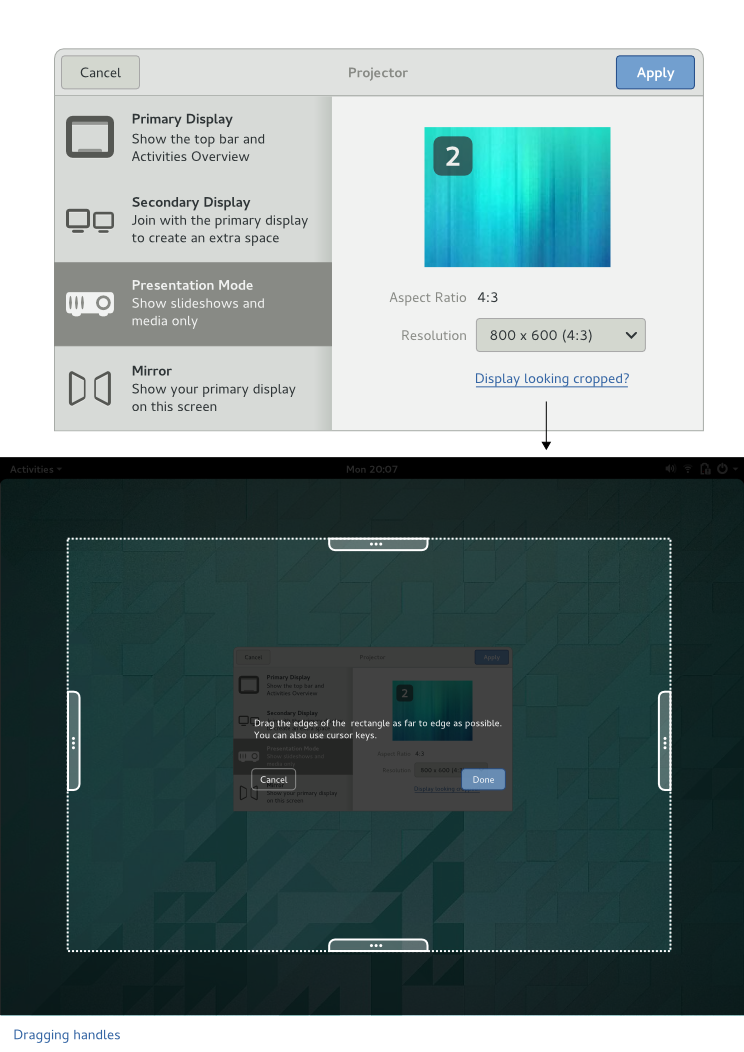 Cancel
Projector
Apply
Primary Display
Show the top bar and
Activities Overview
Secondary Display
Join with the primary display
to create an extra space
Presentation Mode
Show slideshows and
media only
Mirror
Show your primary display
on this screen
2
Aspect Ratio 4:3
Resolution 800 x 600 (4:3)
Display looking cropped?
Activities
Mon 20:07
Cancel
Projector
Apply
Primary Display
Show the top bar and
Activities Overview
Secondary Display
2
Drag the edges of the rectangle as far to edge as possible.
You can also use cursor keys.
Presentation Mode
Show slideshows and
Aspect Ratio 4:3
Resolution 800 x 600 (4:
Cancel
Done
Mirror
Show your primary display
on this screen
Display looking
Dragging handles